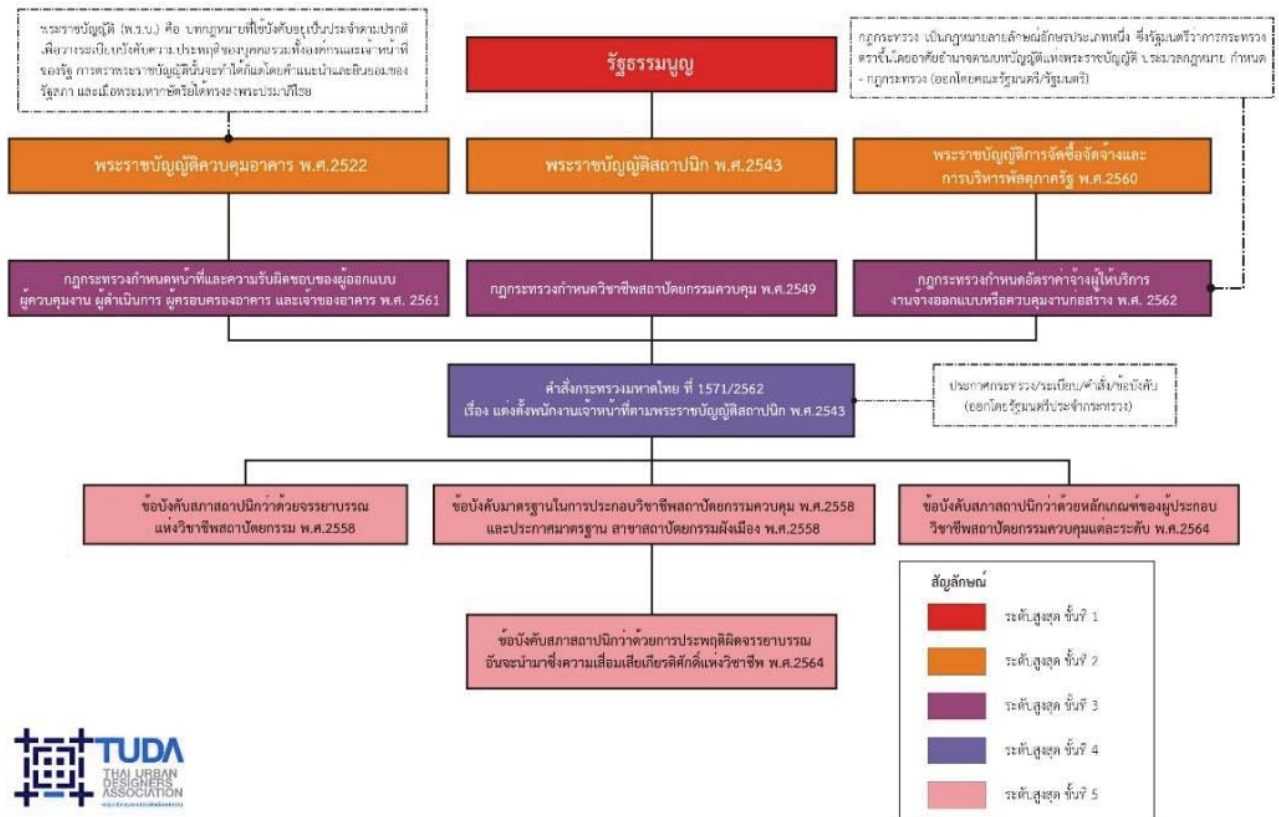 พระราชบัญญัติ (พ.ร.บ.) คือ บทกฎหมายที่ใช้บังคับอยู่เป็นประจำตามปรกติ
เพื่อวางระเบียบบังคับความประพฤติของบุคคลรวมทั้งองค์กรและเจ้าหน้าที่
ของรัฐ การตราพระราชบัญญัตินั้นจะทำได้ก็แต่โดยคำแนะนำและยินยอมของ
รัฐสภา และเมื่อพระมหากษัตริย์ได้ทรงลงพระปรมาภิไธย
รัฐธรรมนูญ
กฎกระทรวง เป็นกฎหมายลายลักษณ์อักษรประเภทหนึ่ง ซึ่งรัฐมนตรีว่าการกระทรวง
ตราขึ้นโดยอาศัยอำนาจตามบทบัญญัติแห่งพระราชบัญญัติ ประมวลกฎหมาย กำหนด
- กฎกระทรวง (ออกโดยคณะรัฐมนตรี/รัฐมนตรี)
พระราชบัญญัติควบคุมอาคาร พ.ศ.2522
พระราชบัญญัติสถาปนิก พ.ศ.2543
พระราชบัญญัติการจัดซื้อจัดจ้างและ
การบริหารพัสดุภาครัฐ พ.ศ.2560
กฎกระทรวงกำหนดหน้าที่และความรับผิดชอบของผู้ออกแบบ
ผู้ควบคุมงาน ผู้ดำเนินการ ผู้ครอบครองอาคาร และเจ้าของอาคาร พ.ศ. 2561
กฎกระทรวงกำหนดวิชาชีพสถาปัตยกรรมควบคุม พ.ศ.2549
กฎกระทรวงกำหนดอัตราค่าจ้างผู้ให้บริการ
งานจ้างออกแบบหรือควบคุมงานก่อสร้าง พ.ศ. 2562
คำสั่งกระทรวงมหาดไทย ที่ 1571/2562
เรื่อง แต่งตั้งพนักงานเจ้าหน้าที่ตามพระราชบัญญัติสถาปนิก พ.ศ.2543
ประกาศกระทรวง/ระเบียบ/คำสั่ง/ข้อบังคับ
(ออกโดยรัฐมนตรีประจำกระทรวง)
ข้อบังคับสภาสถาปนิกว่าด้วยจรรยาบรรณ
แห่งวิชาชีพสถาปัตยกรรม พ.ศ.2558
ข้อบังคับมาตรฐานในการประกอบวิชาชีพสถาปัตยกรรมควบคุม พ.ศ.2558
และประกาศมาตรฐาน สาขาสถาปัตยกรรมผังเมือง พ.ศ.2558
ข้อบังคับสภาสถาปนิกว่าด้วยหลักเกณฑ์ของผู้ประกอบ
วิชาชีพสถาปัตยกรรมควบคุมแต่ละระดับ พ.ศ.2564
ข้อบังคับสภาสถาปนิกว่าด้วยการประพฤติผิดจรรยาบรรณ
อันจะนำมาซึ่งความเสื่อมเสียเกียรติศักดิ์แห่งวิชาชีพ พ.ศ.2564
สัญลักษณ์
ระดับสูงสุด ชั้นที่ 1
ระดับสูงสุด ชั้นที่ 2
ระดับสูงสุด ชั้นที่ 3
ระดับสูงสุด ชั้นที่ 4
ระดับสูงสุด ชั้นที่ 5
TUDA
THAI URBAN
DESIGNERS
ASSOCIATION